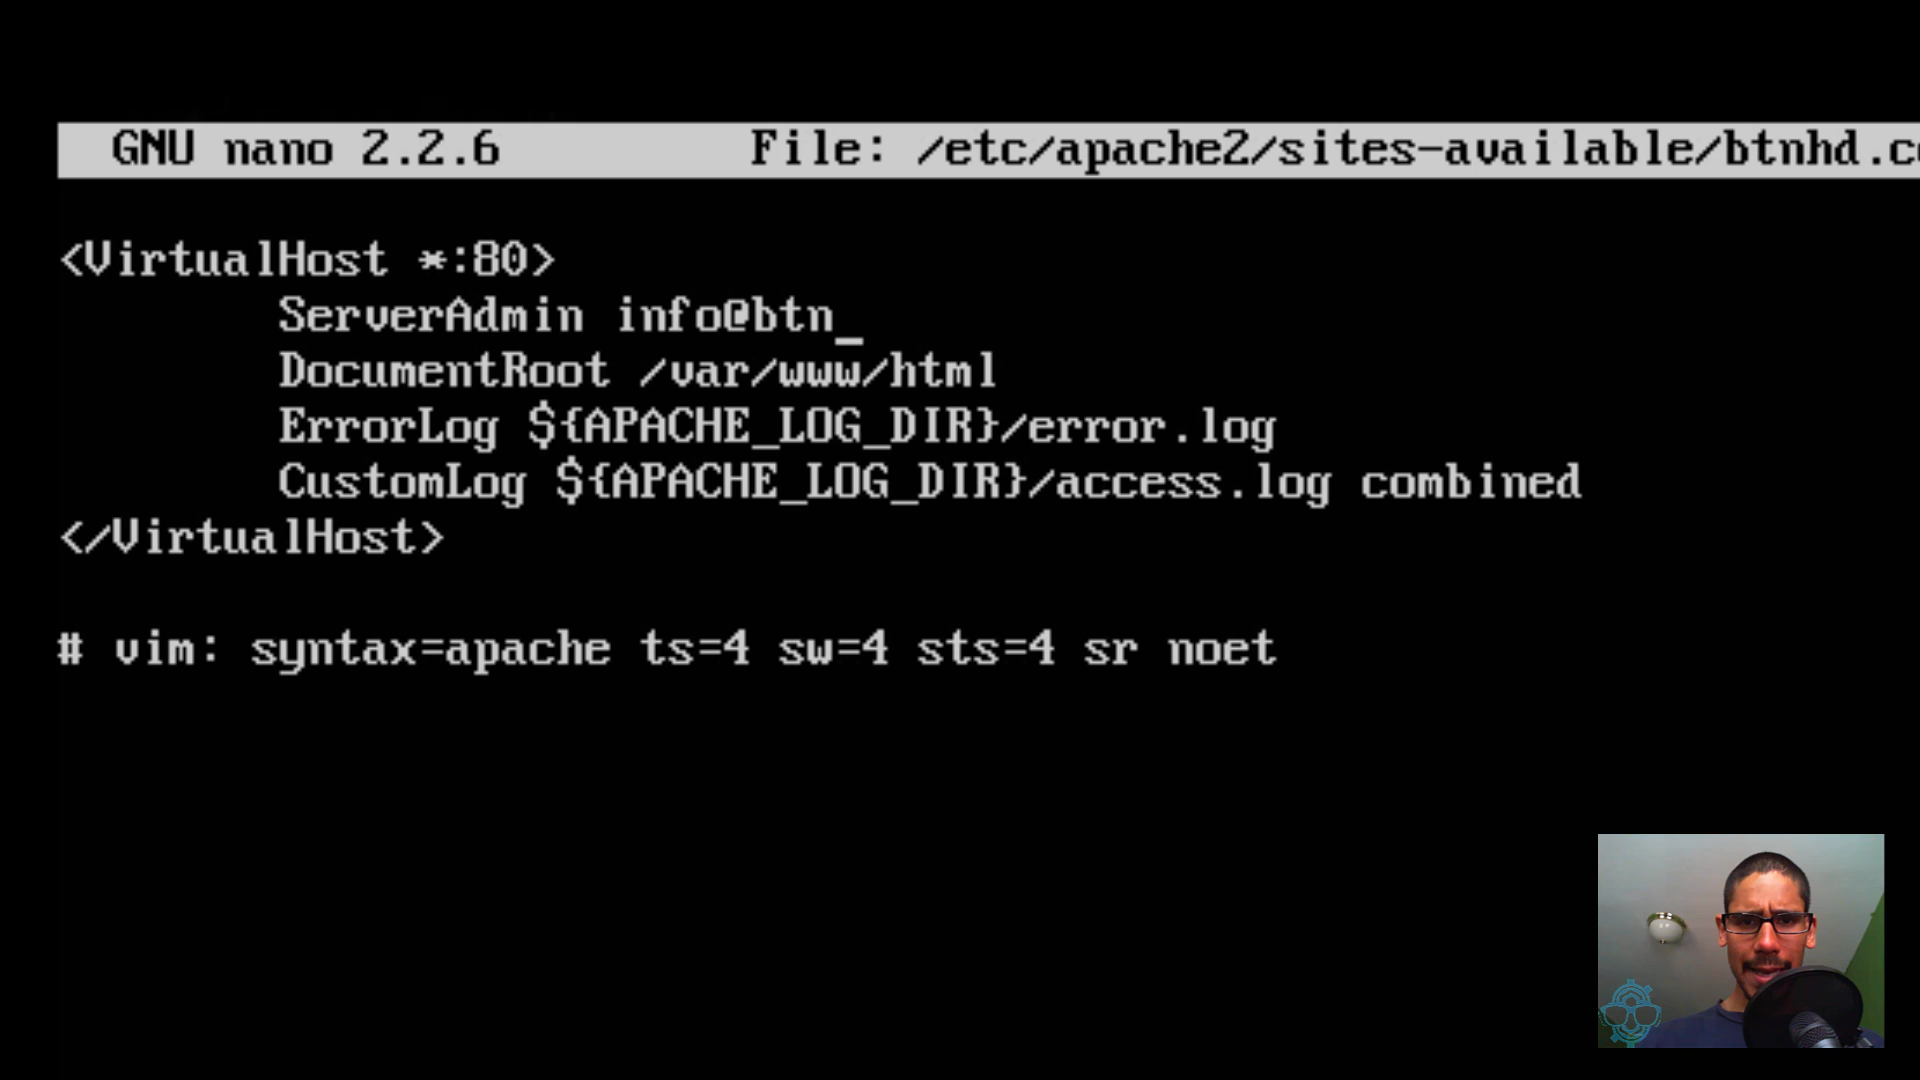 GNU nano 2.2.6 File: /etc/apache2/sites-available/btnhd.c
<VirtualHost *:80>
ServerAdmin info@btn_
DocumentRoot /var/www/html
ErrorLog ${APACHE_LOG_DIR}/error.log
CustomLog ${APACHE_LOG_DIR}/access.log combined
</VirtualHost>
# vim: syntax=apache ts=4 sw=4 sts=4 sr noet